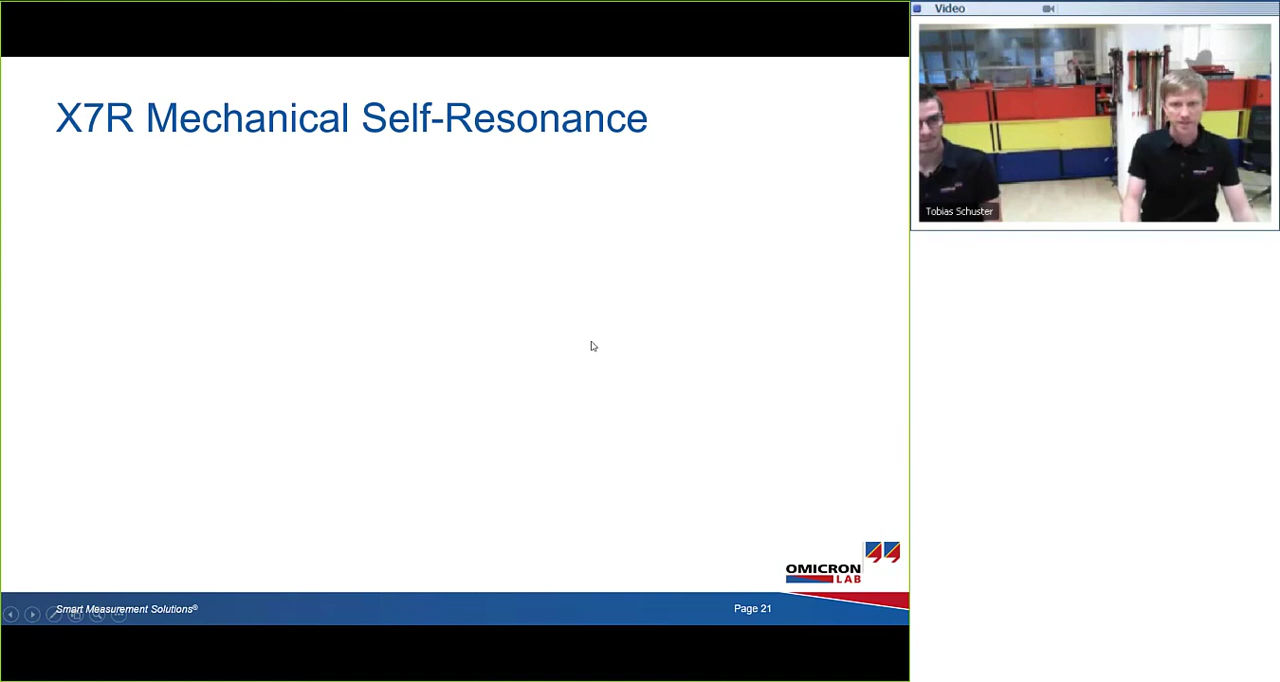 X7R Mechanical Self-Resonance
OMICRON
LAB
Smart Measurement Solutions®
Page 21
Video
Tobias Schuster